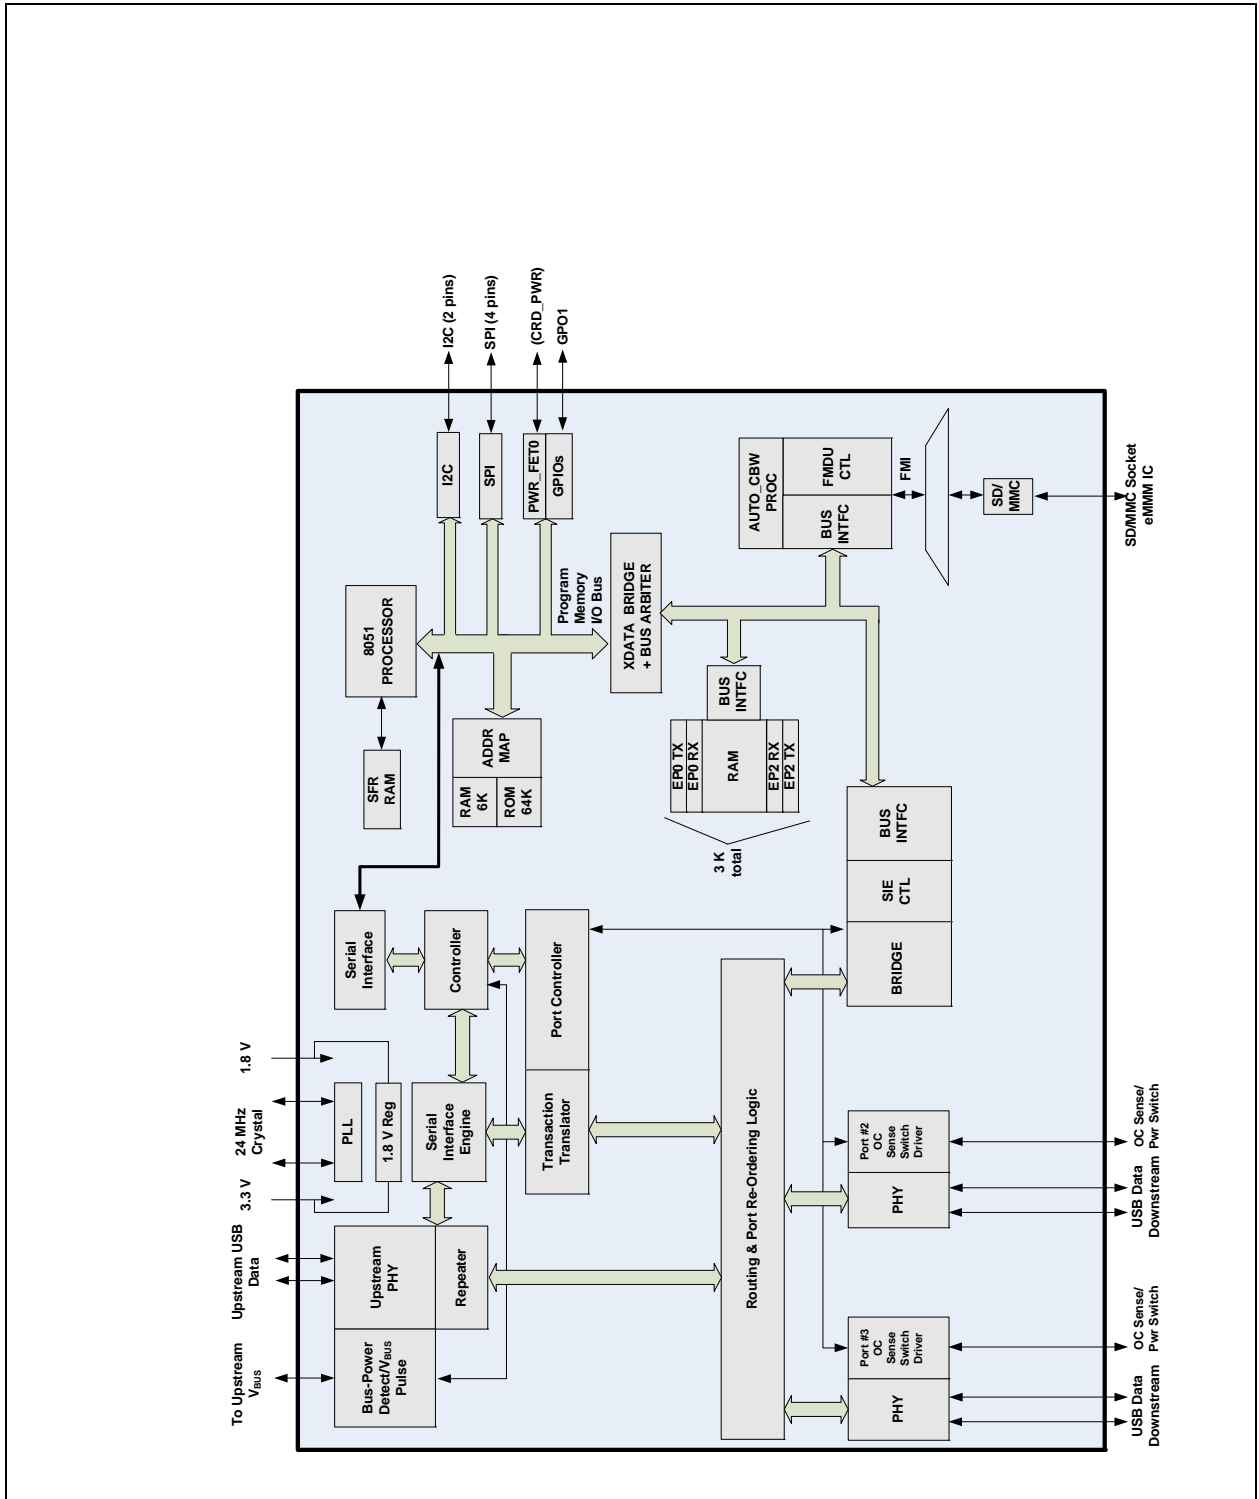 To Upstream
VBUS
Upstream USB
Data
3.3 V
24 MHz
Crystal
1.8 V
Bus-Power
Detect/VBUS
Pulse
Upstream
PHY
Repeater
PLL
1.8 V Reg
Serial
Interface
Engine
Serial
Interface
Controller
Transaction
Translator
Port Controller
SFR
RAM
8051
PROCESSOR
RAM
6K
ROM
64K
ADDR
MAP
I2C
SPI
PWR_FET0
GPIOs
I2C (2 pins)
SPI (4 pins)
(CRD_PWR)
GPO1
Program
Memory
I/O Bus
XDATA BRIDGE
+ BUS ARBITER
3 K
total
EP0 TX
EP0 RX
RAM
EP2 RX
EP2 TX
BUS
INTFC
AUTO_CBW
PROC
BUS
INTFC
FMDU
CTL
FMI
SD/
MMC
SD/MMC Socket
eMMM IC
Routing & Port Re-Ordering Logic
BRIDGE
SIE
CTL
BUS
INTFC
PHY
Port #3
OC
Sense
Switch
Driver
PHY
Port #2
OC
Sense
Switch
Driver
USB Data
Downstream
OC Sense/
Pwr Switch
USB Data
Downstream
OC Sense/
Pwr Switch